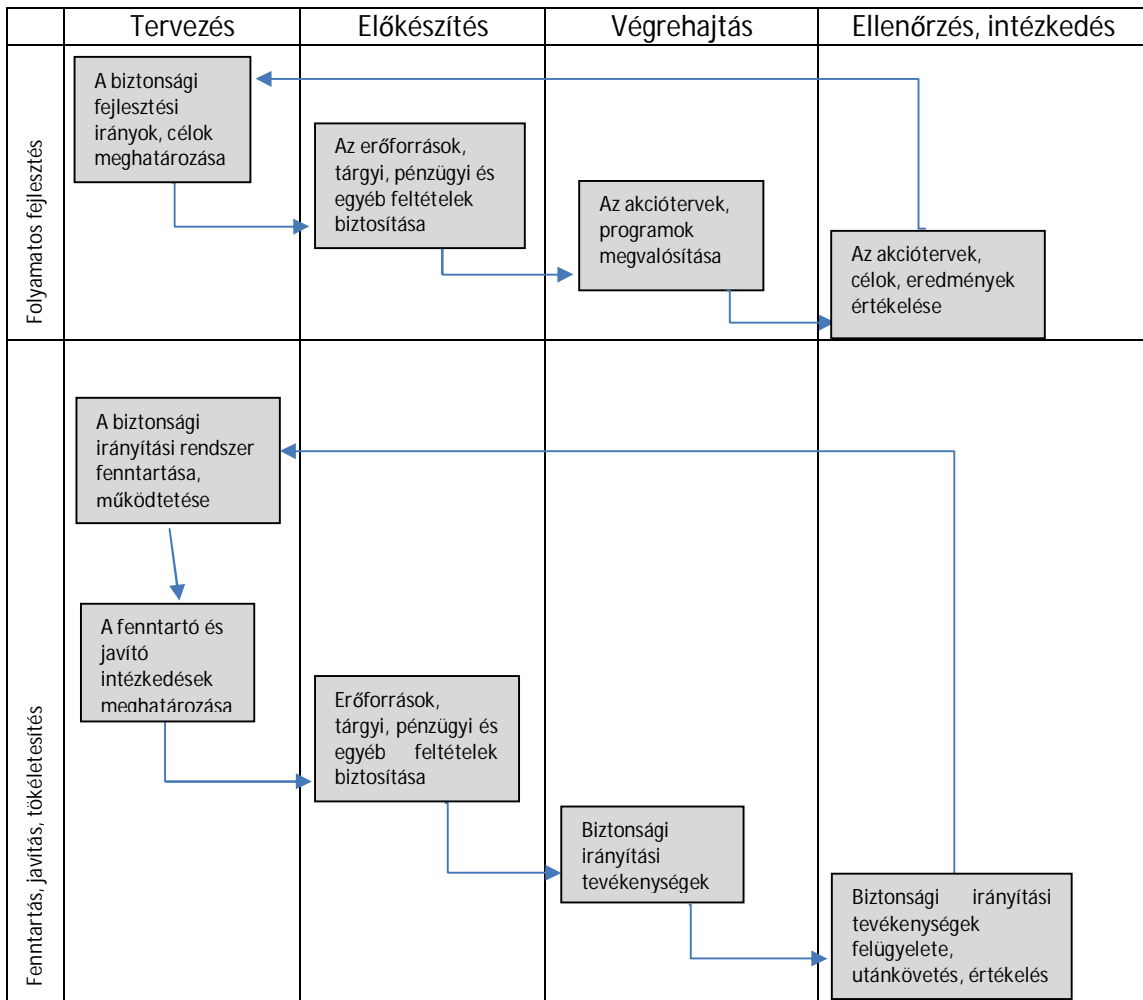 Tervezés
Előkészítés
Végrehajtás
Ellenőrzés, intézkedés
Folyamatos fejlesztés
A biztonsági
fejlesztési
irányok, célok
meghatározása
Az erőforrások,
tárgyi, pénzügyi és
egyéb feltételek
biztosítása
Az akciótervek,
programok
megvalósítása
Az akciótervek,
célok, eredmények
értékelése
Fenntartás, javítás, tökéletesítés
A biztonsági
irányítási rendszer
fenntartása,
működtetése
A fenntartó és
javító
intézkedések
meghatározása
Erőforrások,
tárgyi, pénzügyi és
egyéb feltételek
biztosítása
Biztonsági
irányítási
tevékenységek
Biztonsági irányítási
tevékenységek
felügyelete,
utánkövetés, értékelés